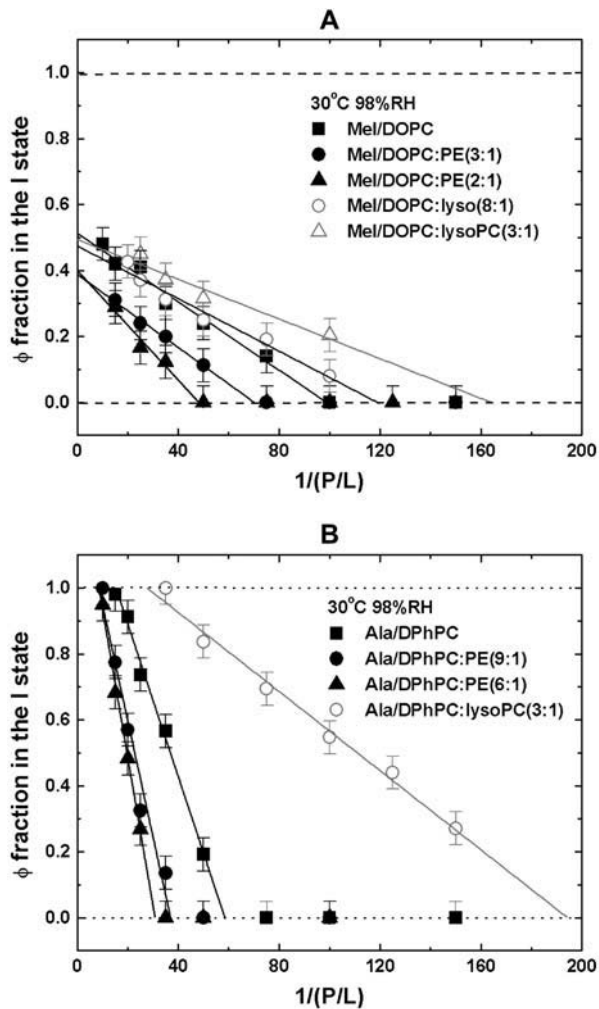 A
1.0
0.8
0.6
0.4
0.2
0.0
ϕ fraction in the I state
30°C 98%RH
Mel/DOPC
Mel/DOPC:PE(3:1)
Mel/DOPC:PE(2:1)
Mel/DOPC:lyso(8:1)
Mel/DOPC:lysoPC(3:1)
0 40 80 120 160 200
1/(P/L)
B
1.0
0.8
0.6
0.4
0.2
0.0
ϕ fraction in the I state
30°C 98%RH
Ala/DPhPC
Ala/DPhPC:PE(9:1)
Ala/DPhPC:PE(6:1)
Ala/DPhPC:lysoPC(3:1)
0 40 80 120 160 200
1/(P/L)